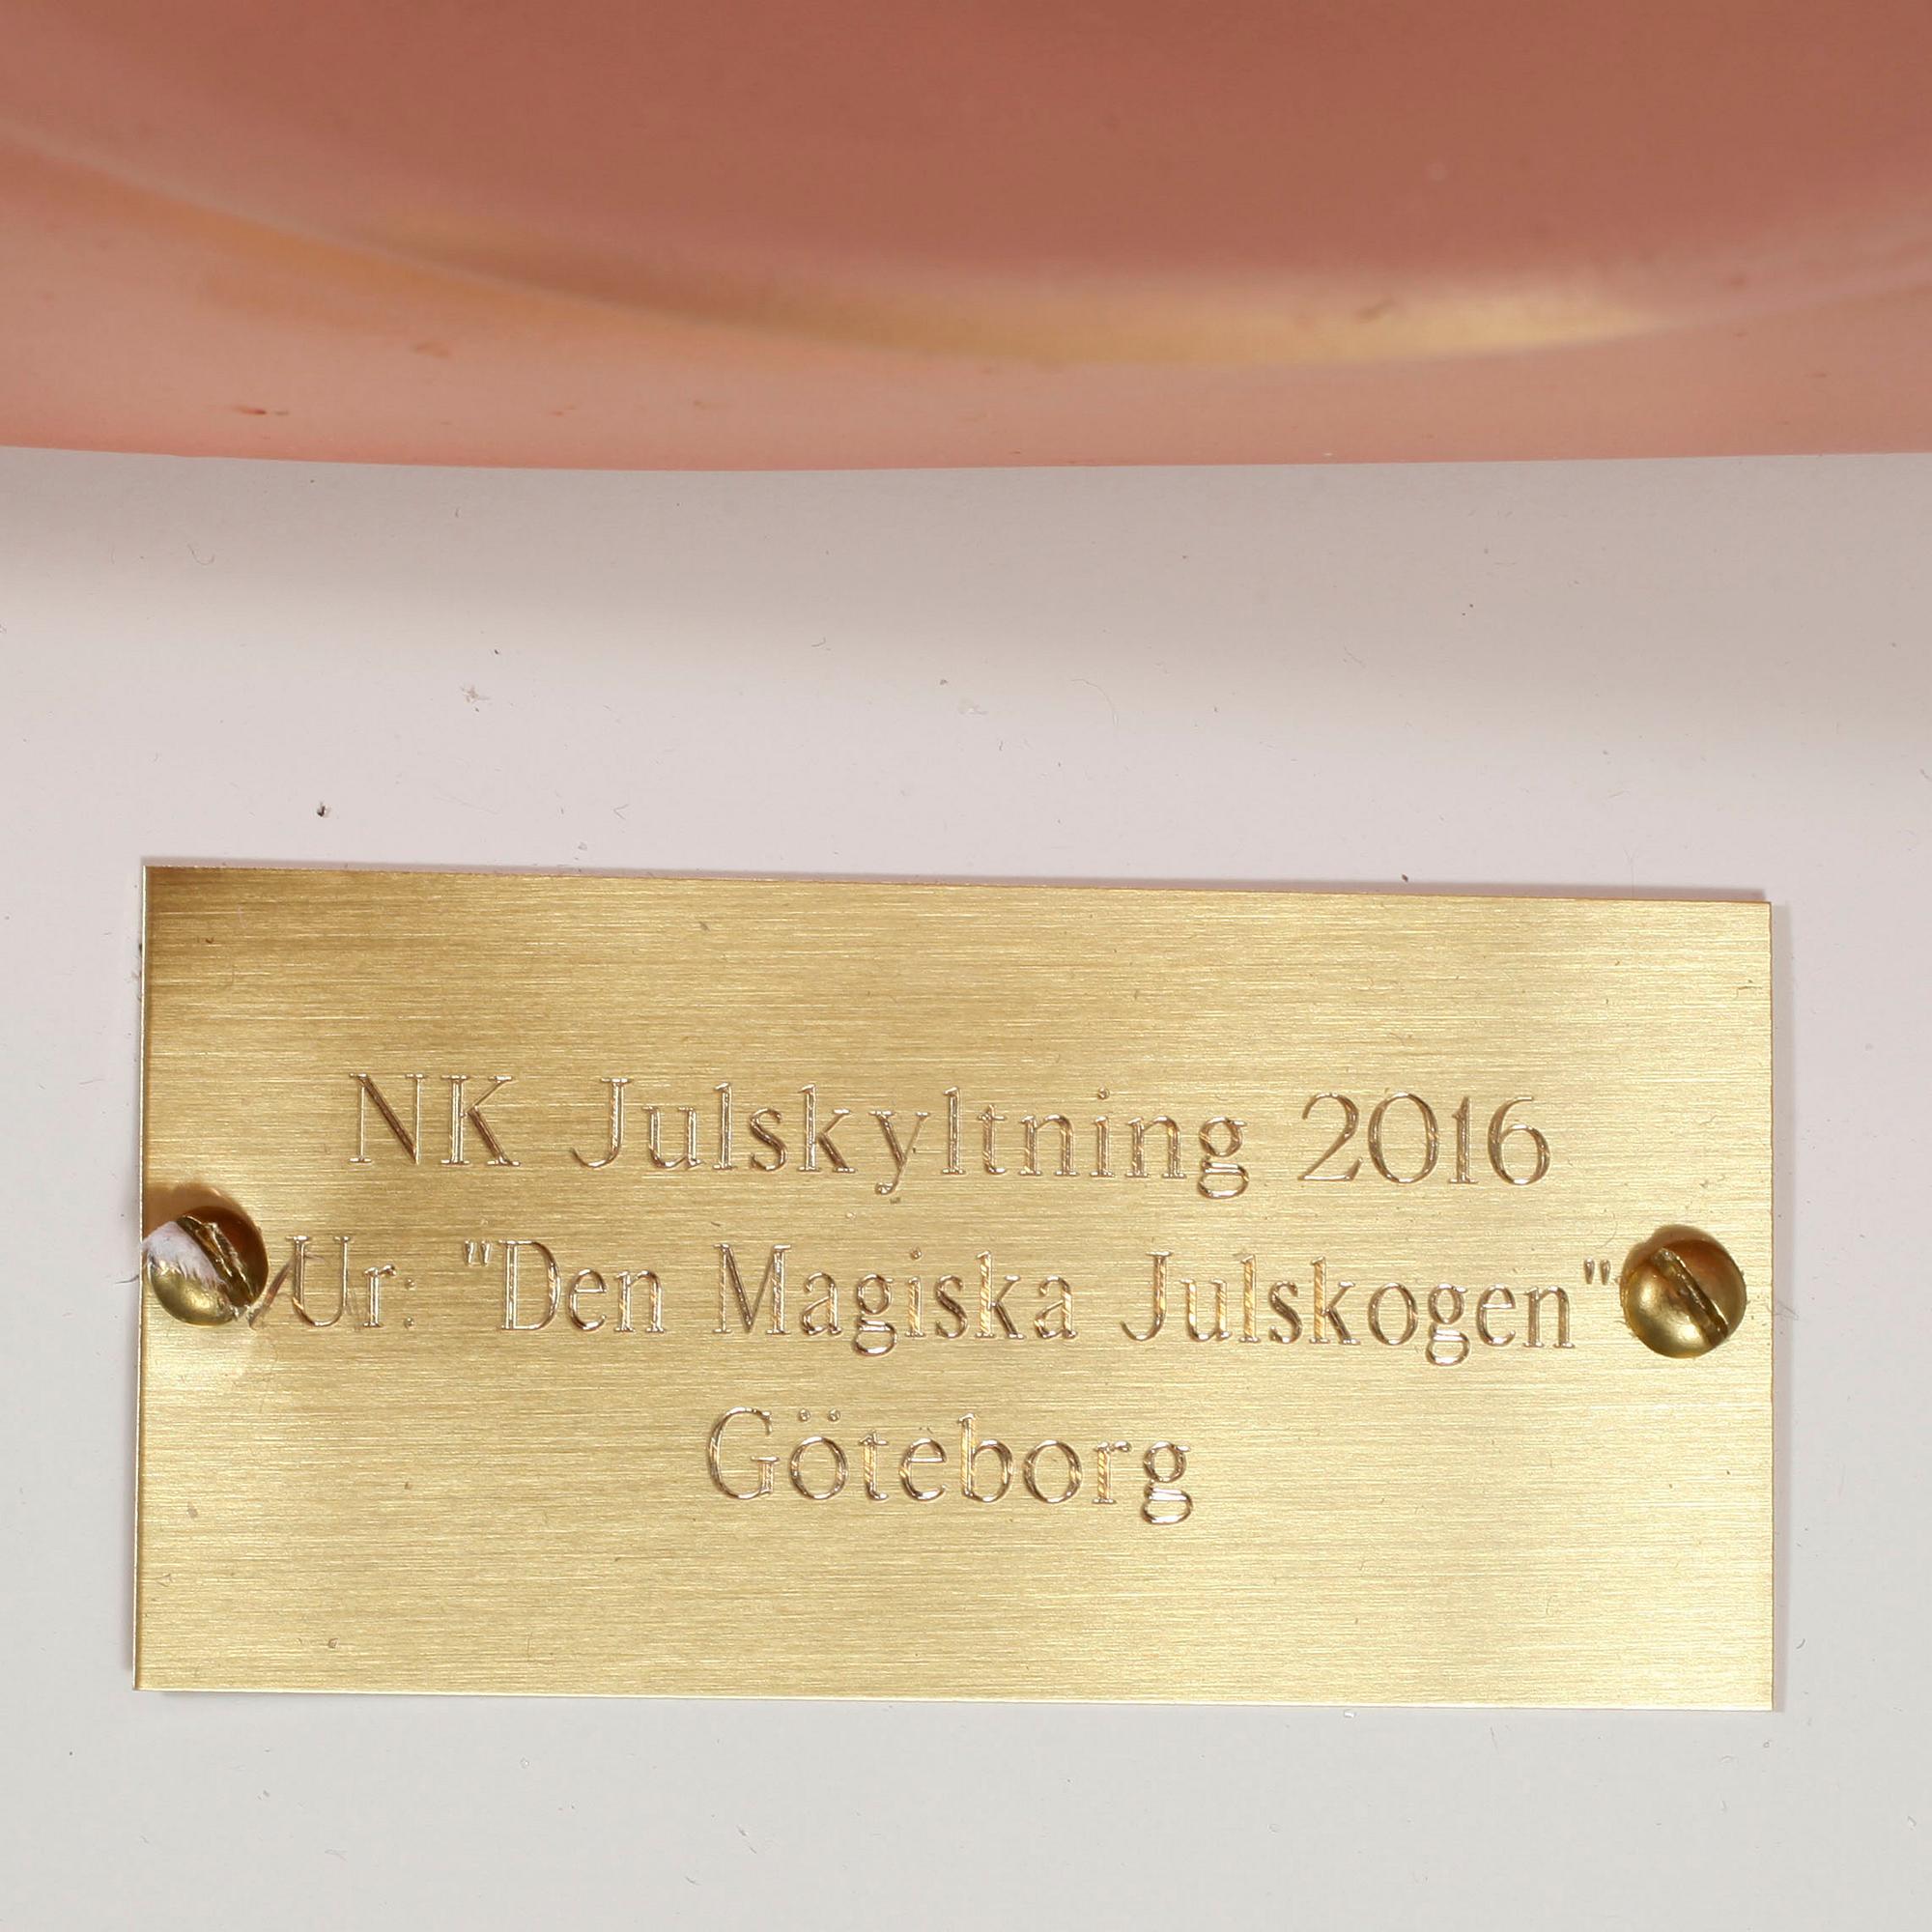 NK Julskyltning 2016
Ur: "Den Magiska Julskogen"
Göteborg